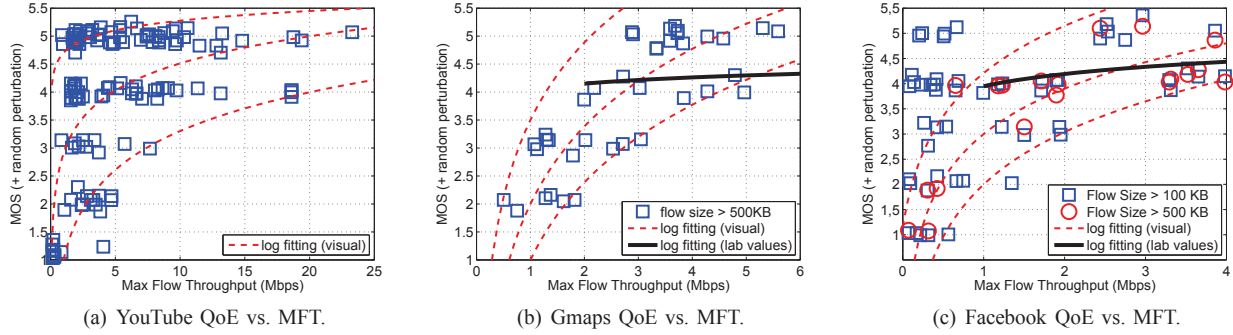 5.5
5
4.5
4
3.5
3
2.5
2
1.5
1
MOS (+ random perturbation)
0 5 10 15 20 25
Max Flow Throughput (Mbps)
log fitting (visual)
(a) YouTube QoE vs. MFT.
5.5
5
4.5
4
3.5
3
2.5
2
1.5
1
MOS (+ random perturbation)
0 1 2 3 4 5 6
Max Flow Throughput (Mbps)
flow size > 500KB
log fitting (visual)
log fitting (lab values)
(b) Gmaps QoE vs. MFT.
5.5
5
4.5
4
3.5
3
2.5
2
1.5
1
MOS (+ random perturbation)
0 1 2 3 4
Max Flow Throughput (Mbps)
Flow Size > 100 KB
Flow Size > 500 KB
log fitting (visual)
log fitting (lab values)
(c) Facebook QoE vs. MFT.